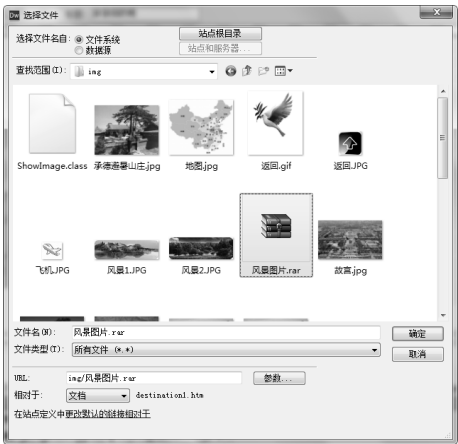 Dw 选择文件
选择文件名自: 文件系统 站点根目录
数据源 站点和服务器...
查找范围(I): img
ShowImage.class 承德避暑山庄.jpg 地图.jpg 返回.gif 返回.JPG
飞机.JPG 风景1.JPG 风景2.JPG 风景图片.rar 故宫.jpg
文件名(N): 风景图片.rar 确定
文件类型(T): 所有文件 (*.*) 取消
URL: img/风景图片.rar 参数...
相对于: 文档 destination1.htm
在站点定义中更改默认的链接相对于